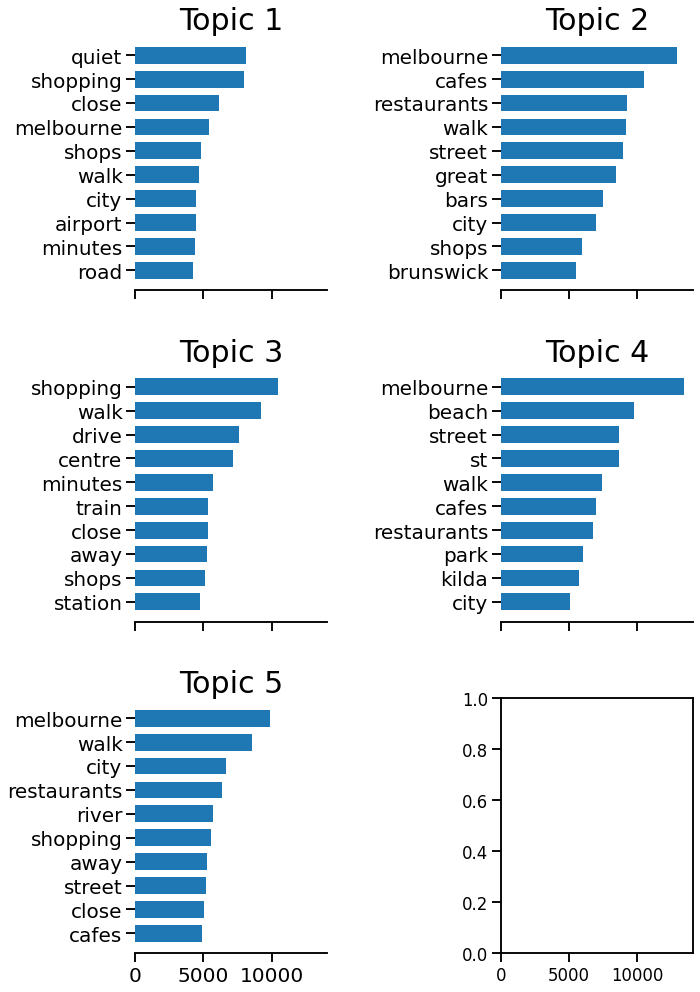 Topic 1
quiet
shopping
close
melbourne
shops
walk
city
airport
minutes
road
Topic 2
melbourne
cafes
restaurants
walk
street
great
bars
city
shops
brunswick
Topic 3
shopping
walk
drive
centre
minutes
train
close
away
shops
station
Topic 4
melbourne
beach
street
st
walk
cafes
restaurants
park
kilda
city
Topic 5
melbourne
walk
city
restaurants
river
shopping
away
street
close
cafes
0 5000 10000
1.0
0.8
0.6
0.4
0.2
0.0
0 5000 10000